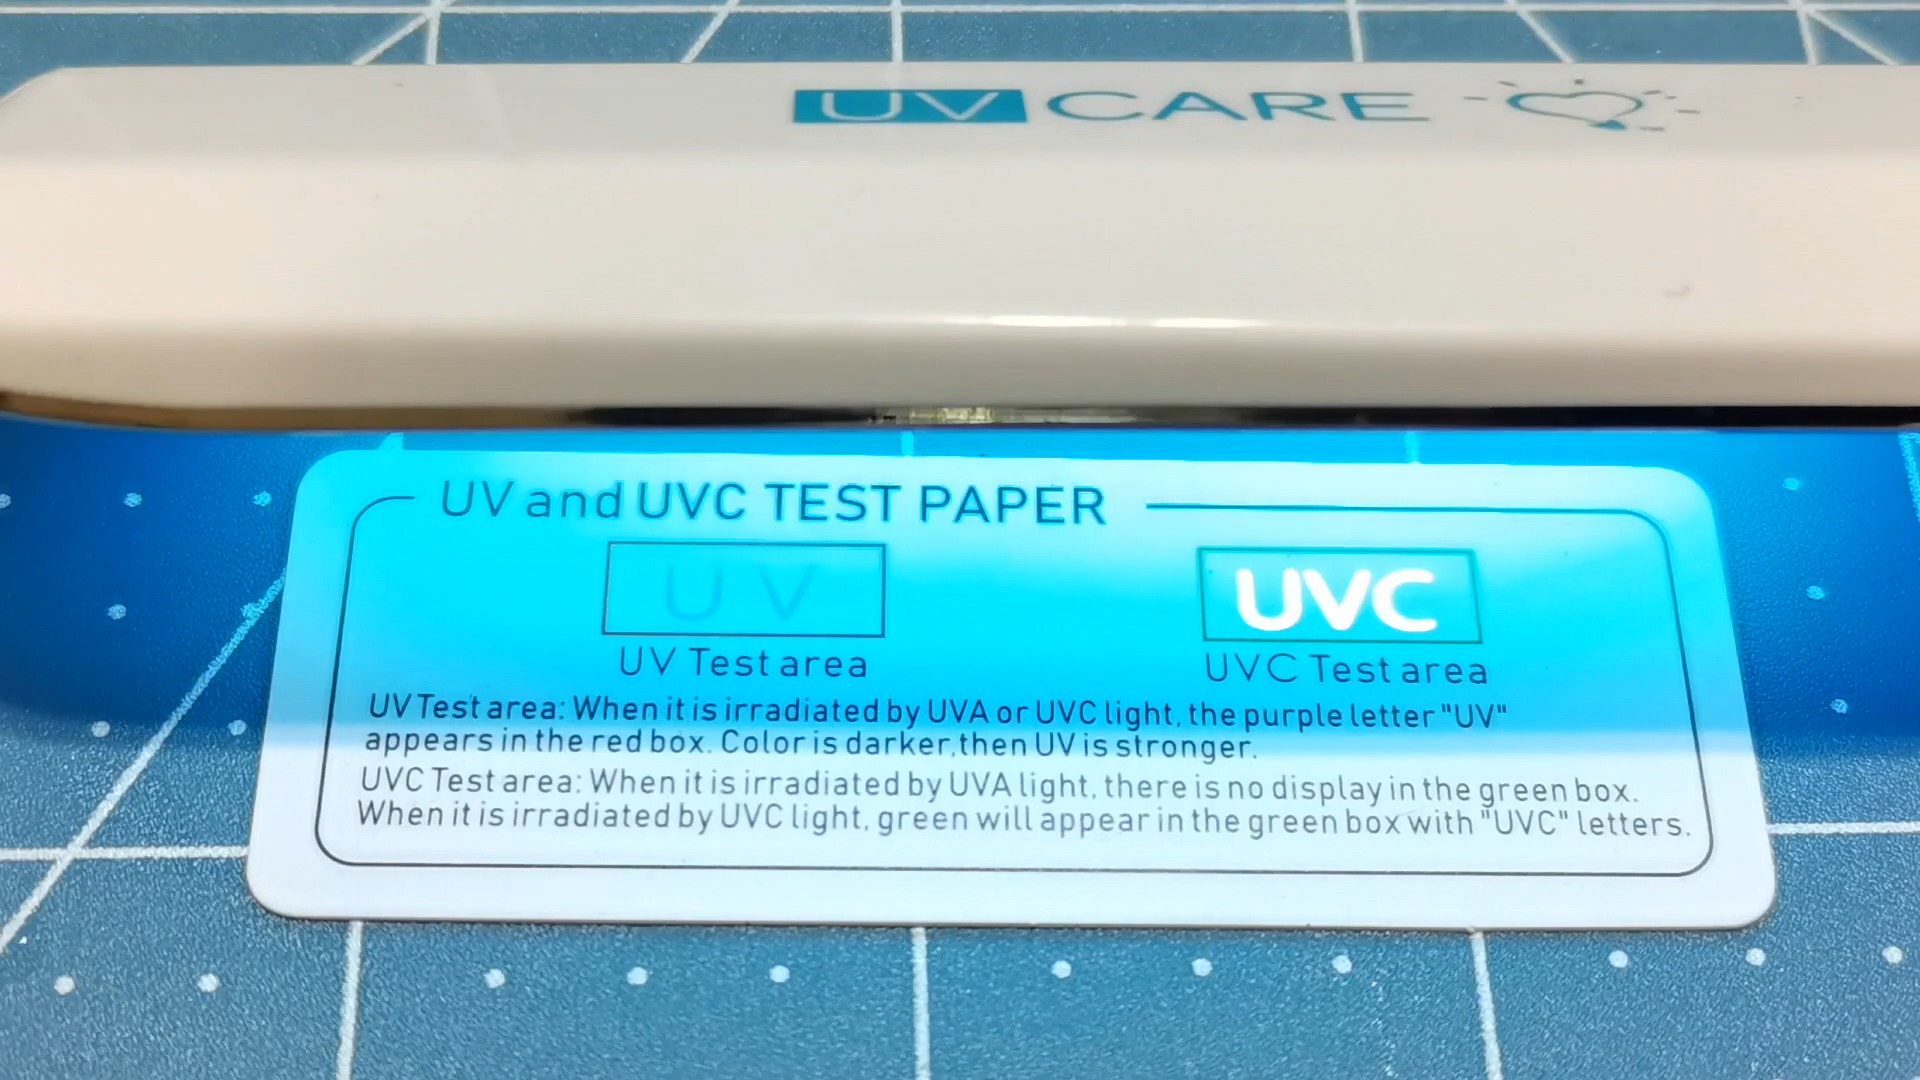 UV CARE
UV and UVC TEST PAPER
UV
UVC
UV Test area
UVC Test area
UV Test area: When it is irradiated by UVA or UVC light, the purple letter "UV"
appears in the red box. Color is darker,then UV is stronger.
UVC Test area: When it is irradiated by UVA light, there is no display in the green box.
When it is irradiated by UVC light, green will appear in the green box with "UVC" letters.